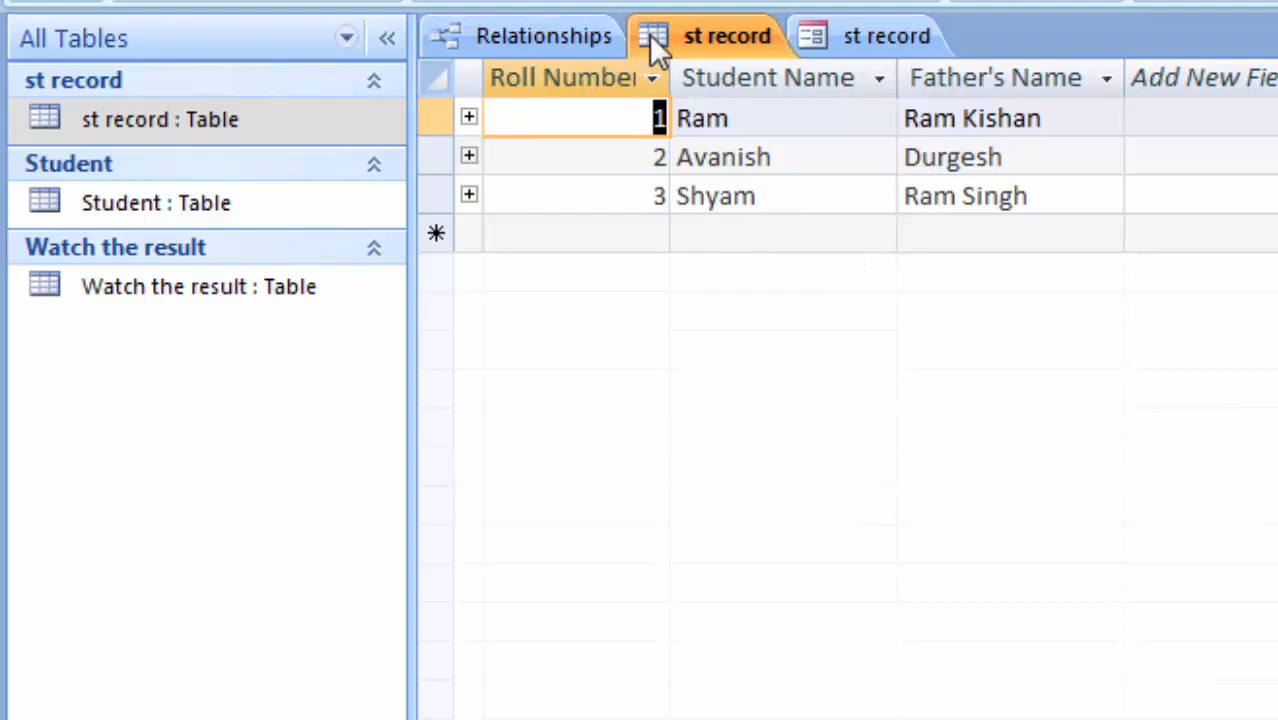 All Tables
st record
st record : Table
Student
Student : Table
Watch the result
Watch the result : Table
Relationships st record st record
Roll Number Student Name Father's Name Add New Fie
1 Ram Ram Kishan
2 Avanish Durgesh
3 Shyam Ram Singh